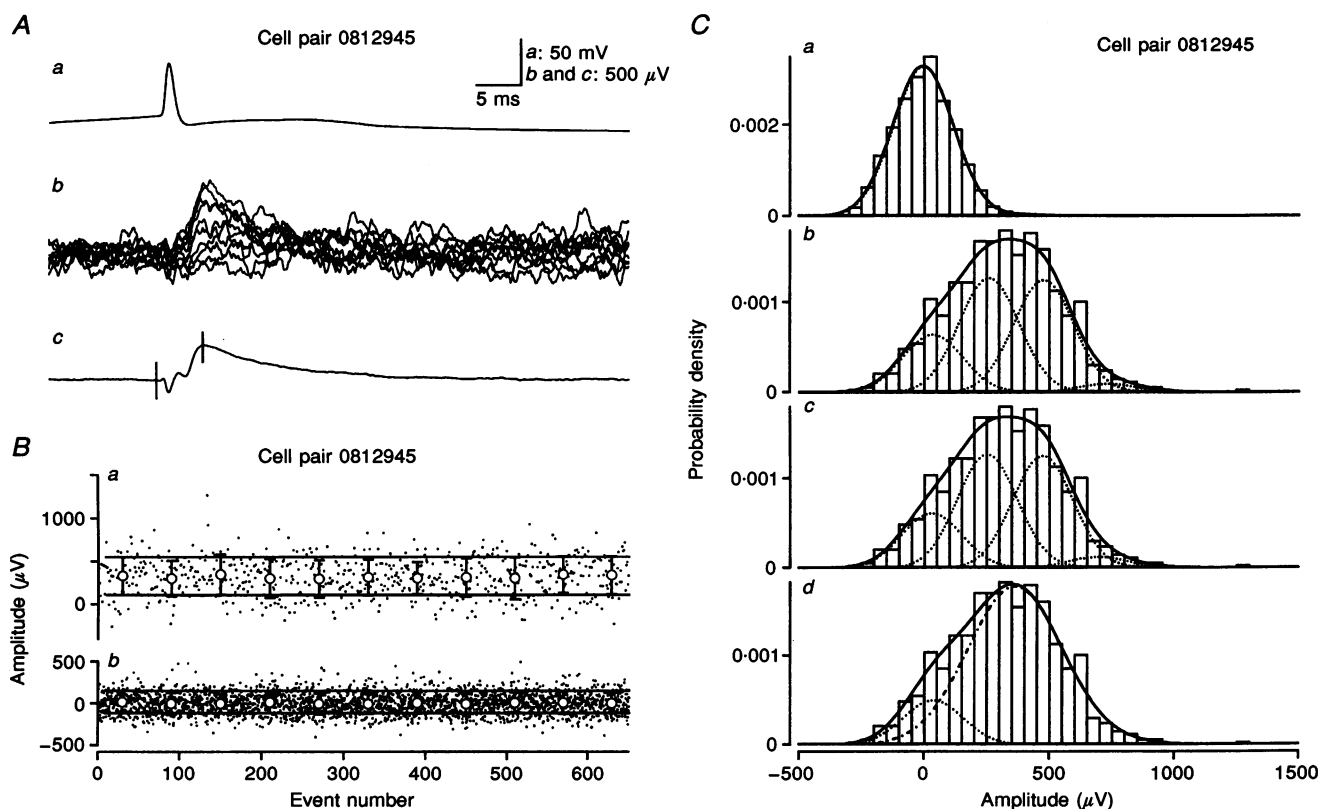 A
Cell pair 0812945
a
a: 50 mV
b and c: 500 μV
5 ms
b
c
B
Cell pair 0812945
a
1000
0
b
500
0
−500
Amplitude (μV)
0 100 200 300 400 500 600
Event number
C
Cell pair 0812945
a
0·002
0
b
0·001
0
c
0·001
0
d
0·001
0
Probability density
−500 0 500 1000 1500
Amplitude (μV)